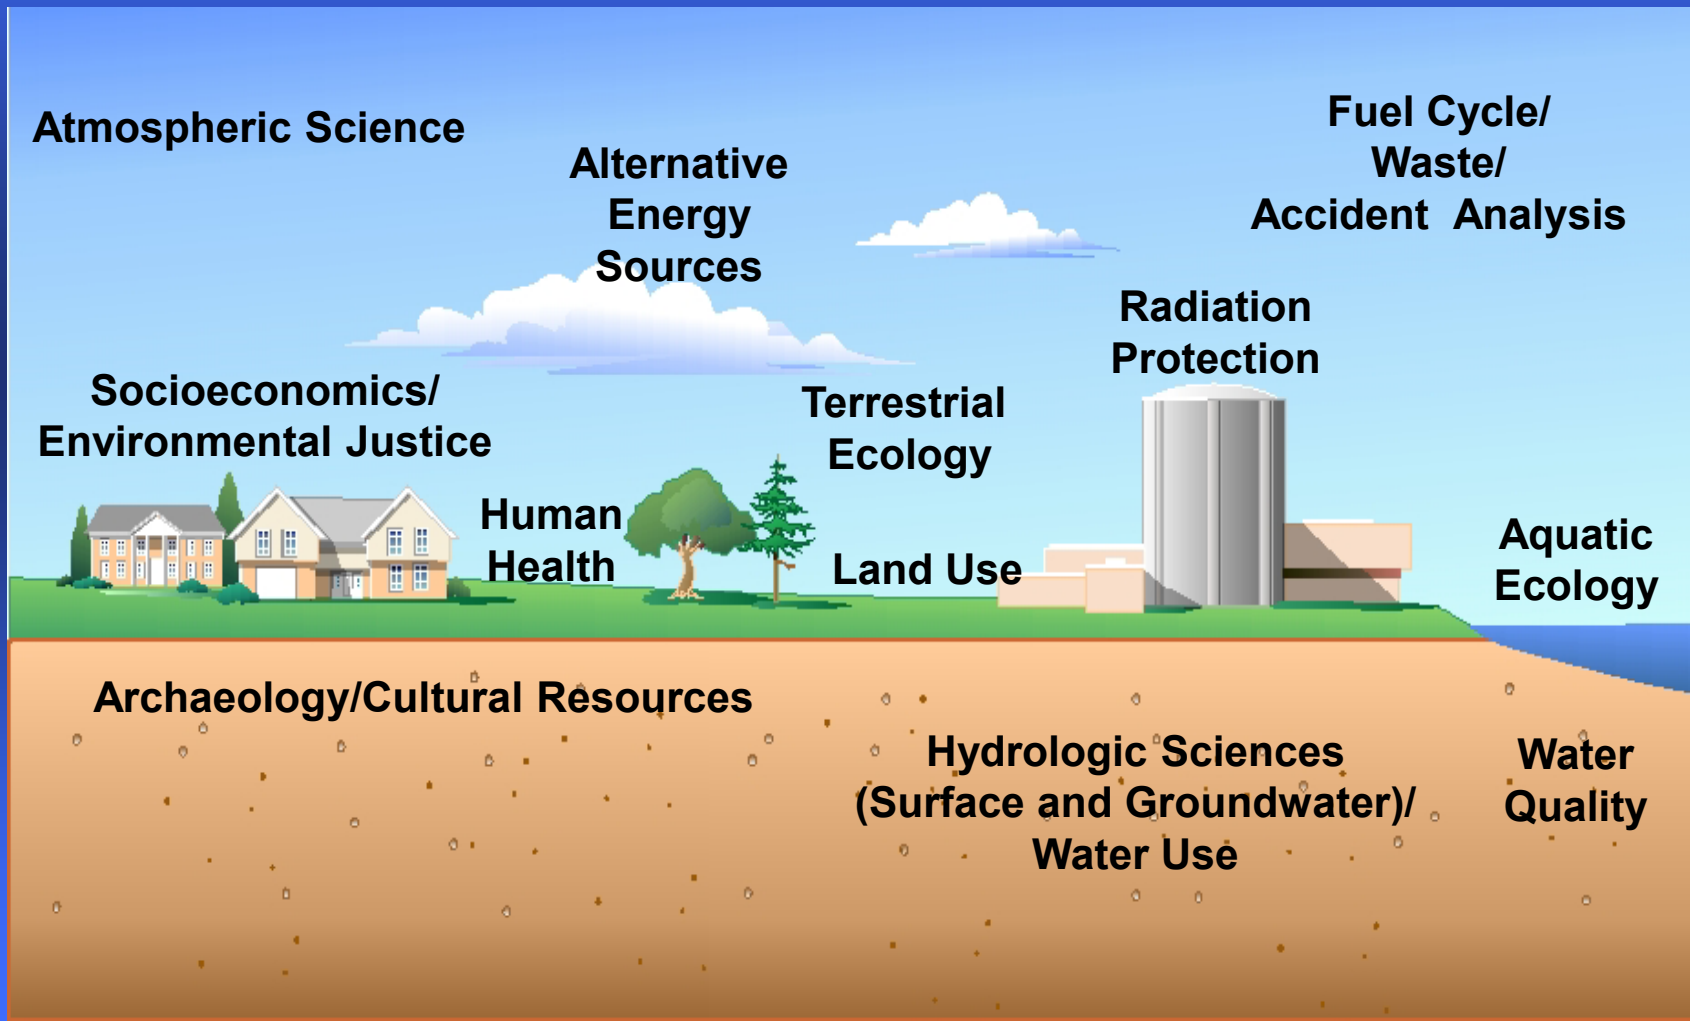 Atmospheric Science
Alternative
Energy
Sources
Fuel Cycle/
Waste/
Accident Analysis
Radiation
Protection
Socioeconomics/
Environmental Justice
Terrestrial
Ecology
Human
Health
Land Use
Aquatic
Ecology
Archaeology/Cultural Resources
Hydrologic Sciences
(Surface and Groundwater)/
Water Use
Water
Quality